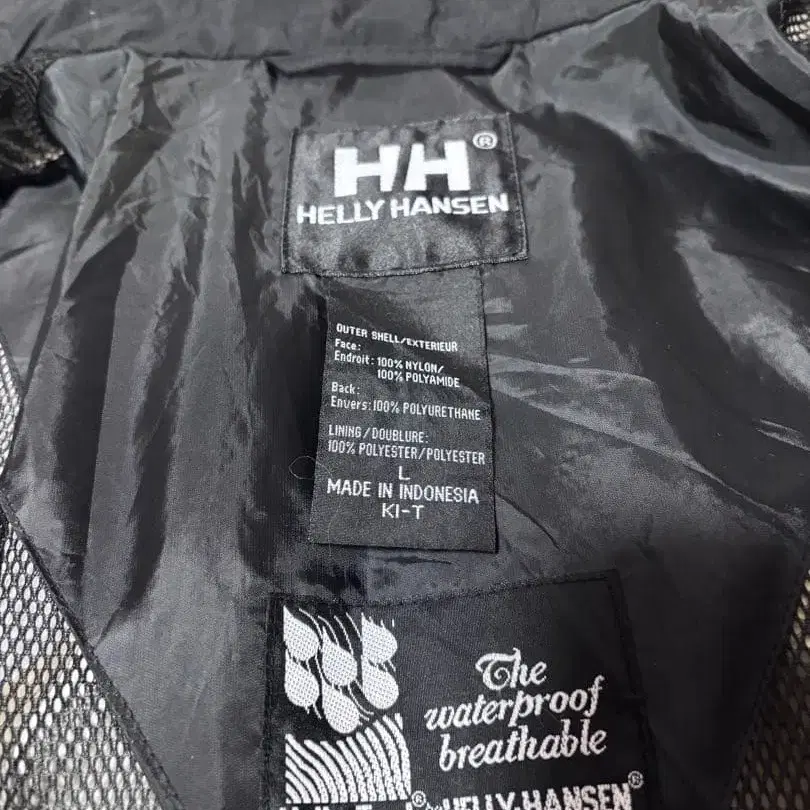 HH®
HELLY HANSEN
OUTER SHELL/EXTERIEUR
Face:
Endroit: 100% NYLON/
100% POLYAMIDE
Back:
Envers: 100% POLYURETHANE
LINING/DOUBLURE:
100% POLYESTER/POLYESTER
L
MADE IN INDONESIA
KI-T
The
waterproof
breathable
® HELLY-HANSEN®